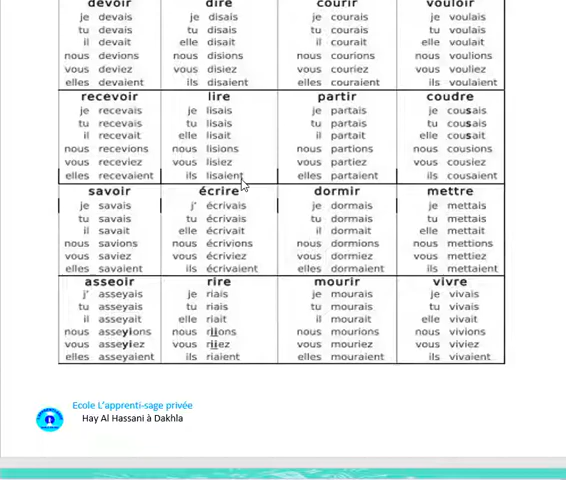 devoir dire courir vouloir
je devais je disais je courais je voulais
tu devais tu disais tu courais tu voulais
il devait elle disait il courait elle voulait
nous devions nous disions nous courions nous voulions
vous deviez vous disiez vous couriez vous vouliez
elles devaient ils disaient elles couraient ils voulaient
recevoir lire partir coudre
je recevais je lisais je partais je cousais
tu recevais tu lisais tu partais tu cousais
il recevait elle lisait il partait elle cousait
nous recevions nous lisions nous partions nous cousions
vous receviez vous lisiez vous partiez vous cousiez
elles recevaient ils lisaient elles partaient ils cousaient
savoir écrire dormir mettre
je savais j' écrivais je dormais je mettais
tu savais tu écrivais tu dormais tu mettais
il savait elle écrivait il dormait elle mettait
nous savions nous écrivions nous dormions nous mettions
vous saviez vous écriviez vous dormiez vous mettiez
elles savaient ils écrivaient elles dormaient ils mettaient
asseoir rire mourir vivre
j' asseyais je riais je mourais je vivais
tu asseyais tu riais tu mourais tu vivais
il asseyait elle riait il mourait elle vivait
nous asseyions nous riions nous mourions nous vivions
vous asseyiez vous riiez vous mouriez vous viviez
elles asseyaient ils riaient elles mouraient ils vivaient
Ecole L'apprenti-sage privée
Hay Al Hassani à Dakhla